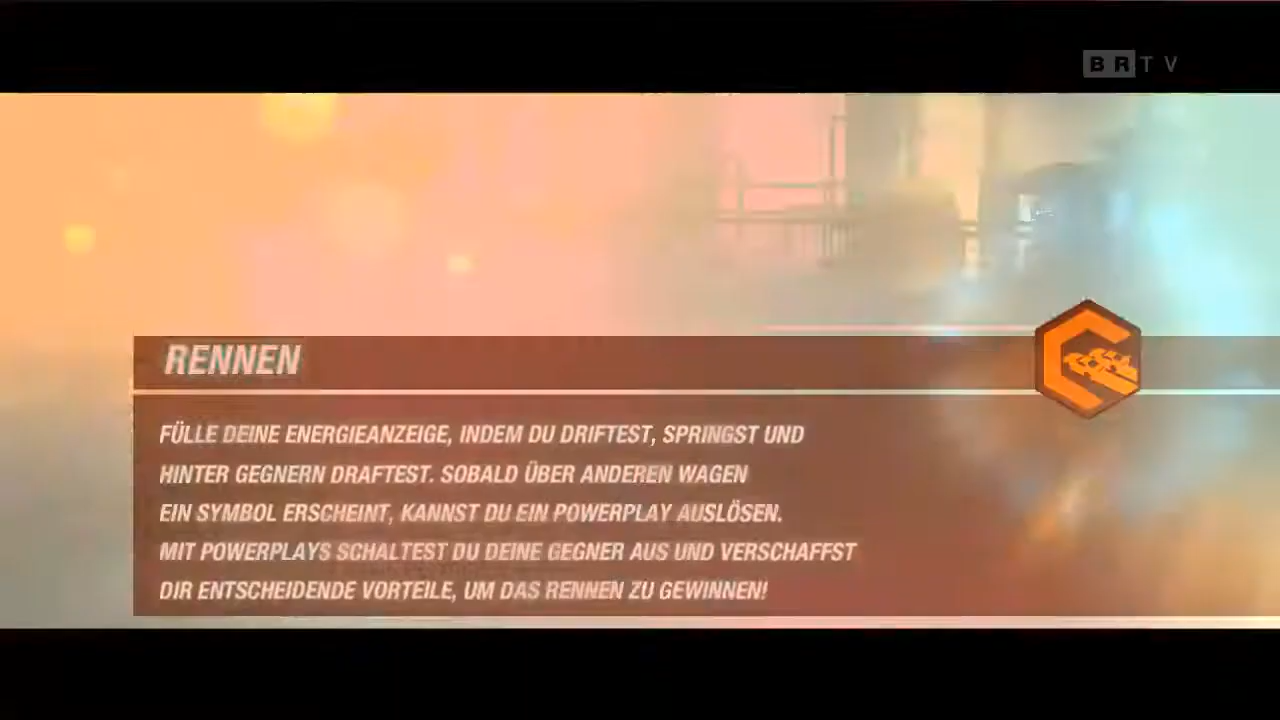 BRTV
RENNEN
FÜLLE DEINE ENERGIEANZEIGE, INDEM DU DRIFTEST, SPRINGST UND
HINTER GEGNERN DRAFTEST. SOBALD ÜBER ANDEREN WAGEN
EIN SYMBOL ERSCHEINT, KANNST DU EIN POWERPLAY AUSLÖSEN.
MIT POWERPLAYS SCHALTEST DU DEINE GEGNER AUS UND VERSCHAFFST
DIR ENTSCHEIDENDE VORTEILE, UM DAS RENNEN ZU GEWINNEN!